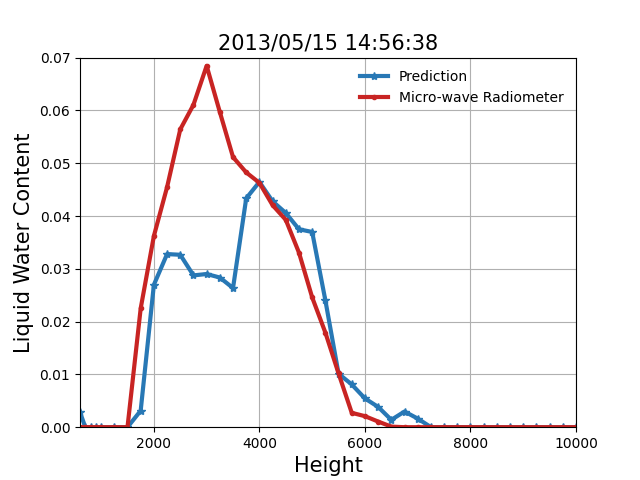 2013/05/15 14:56:38
Prediction
Micro-wave Radiometer
Liquid Water Content
0.07
0.06
0.05
0.04
0.03
0.02
0.01
0.00
2000 4000 6000 8000 10000
Height